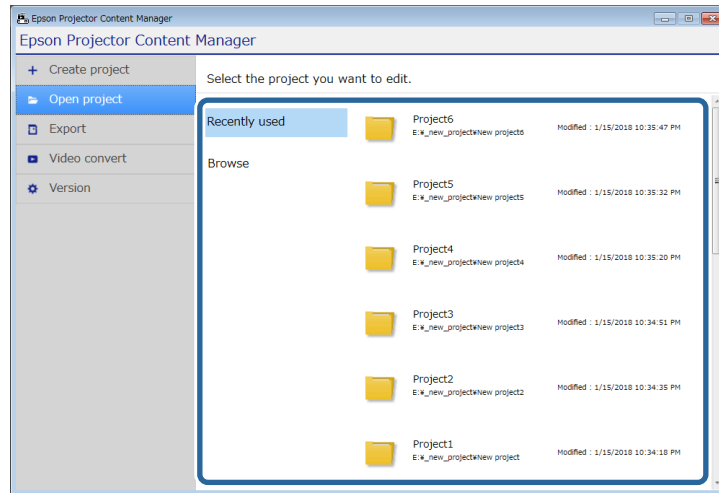 Epson Projector Content Manager
Epson Projector Content Manager
+ Create project
Open project
Export
Video convert
Version
Select the project you want to edit.
Recently used
Browse
Project6
E:¥_new_project¥New project6
Modified : 1/15/2018 10:35:47 PM
Project5
E:¥_new_project¥New project5
Modified : 1/15/2018 10:35:32 PM
Project4
E:¥_new_project¥New project4
Modified : 1/15/2018 10:35:20 PM
Project3
E:¥_new_project¥New project3
Modified : 1/15/2018 10:34:51 PM
Project2
E:¥_new_project¥New project2
Modified : 1/15/2018 10:34:35 PM
Project1
E:¥_new_project¥New project
Modified : 1/15/2018 10:34:18 PM